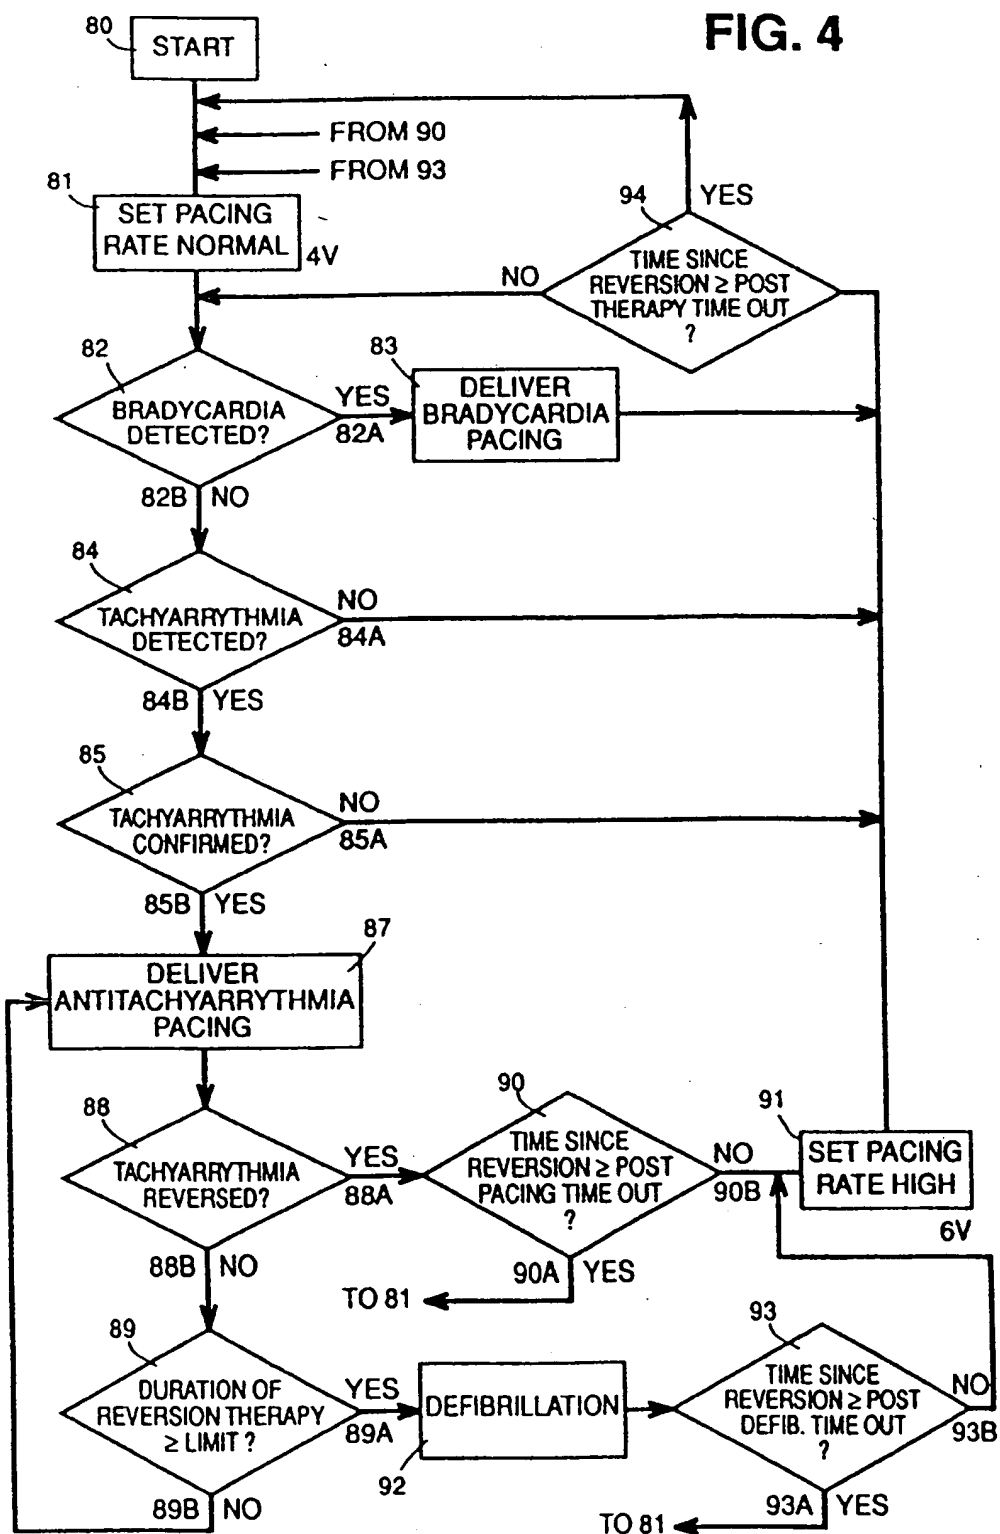 FIG. 4
80
START
FROM 90
FROM 93
81
SET PACING
RATE NORMAL
4V
94
YES
TIME SINCE
REVERSION ≥ POST
THERAPY TIME OUT
?
NO
82
BRADYCARDIA
DETECTED?
YES
82A
83
DELIVER
BRADYCARDIA
PACING
82B NO
84
TACHYARRYTHMIA
DETECTED?
NO
84A
84B YES
85
TACHYARRYTHMIA
CONFIRMED?
NO
85A
85B YES
87
DELIVER
ANTITACHYARRYTHMIA
PACING
88
TACHYARRYTHMIA
REVERSED?
YES
88A
88B NO
90
TIME SINCE
REVERSION ≥ POST
PACING TIME OUT
?
NO
90B
90A YES
TO 81
91
SET PACING
RATE HIGH
6V
89
DURATION OF
REVERSION THERAPY
≥ LIMIT ?
YES
89A
89B NO
DEFIBRILLATION
92
93
TIME SINCE
REVERSION ≥ POST
DEFIB. TIME OUT
?
NO
93B
93A YES
TO 81